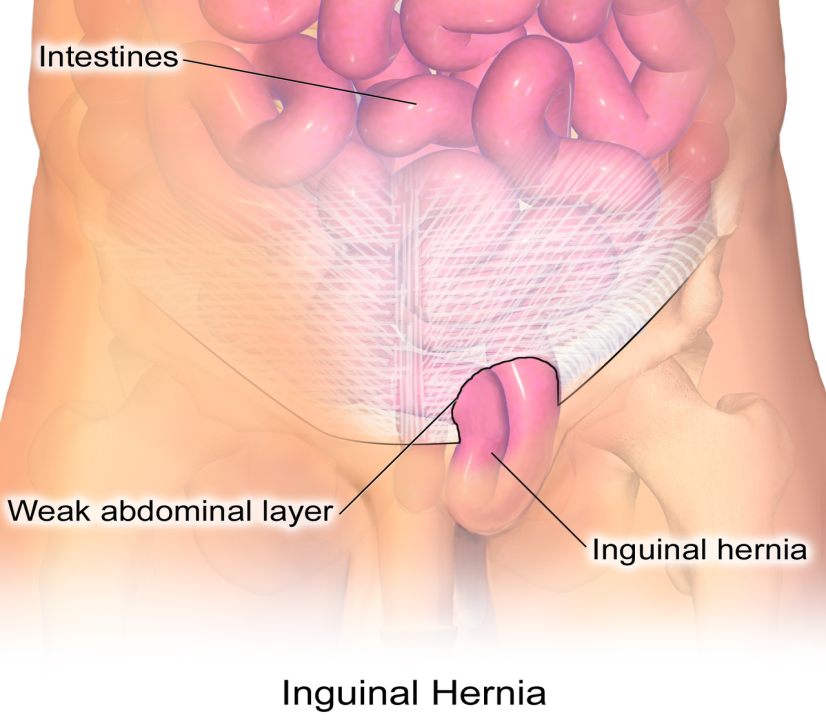 Intestines
Weak abdominal layer
Inguinal hernia
Inguinal Hernia